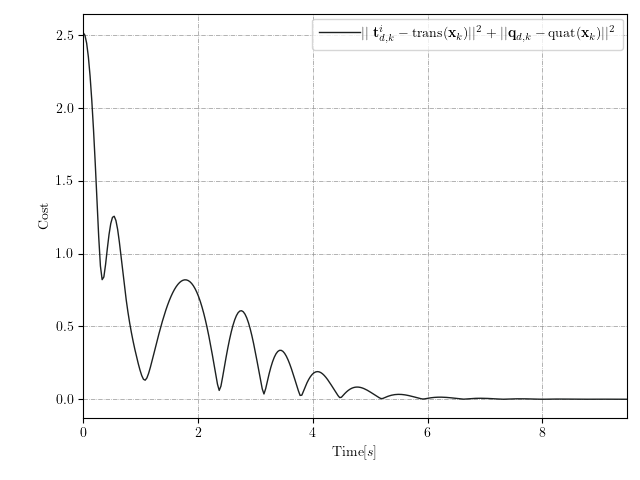 || t^i_{d,k} − trans(x_k)||² + ||q_{d,k} − quat(x_k)||²
2.5
2.0
1.5
1.0
0.5
0.0
Cost
0 2 4 6 8
Time[s]